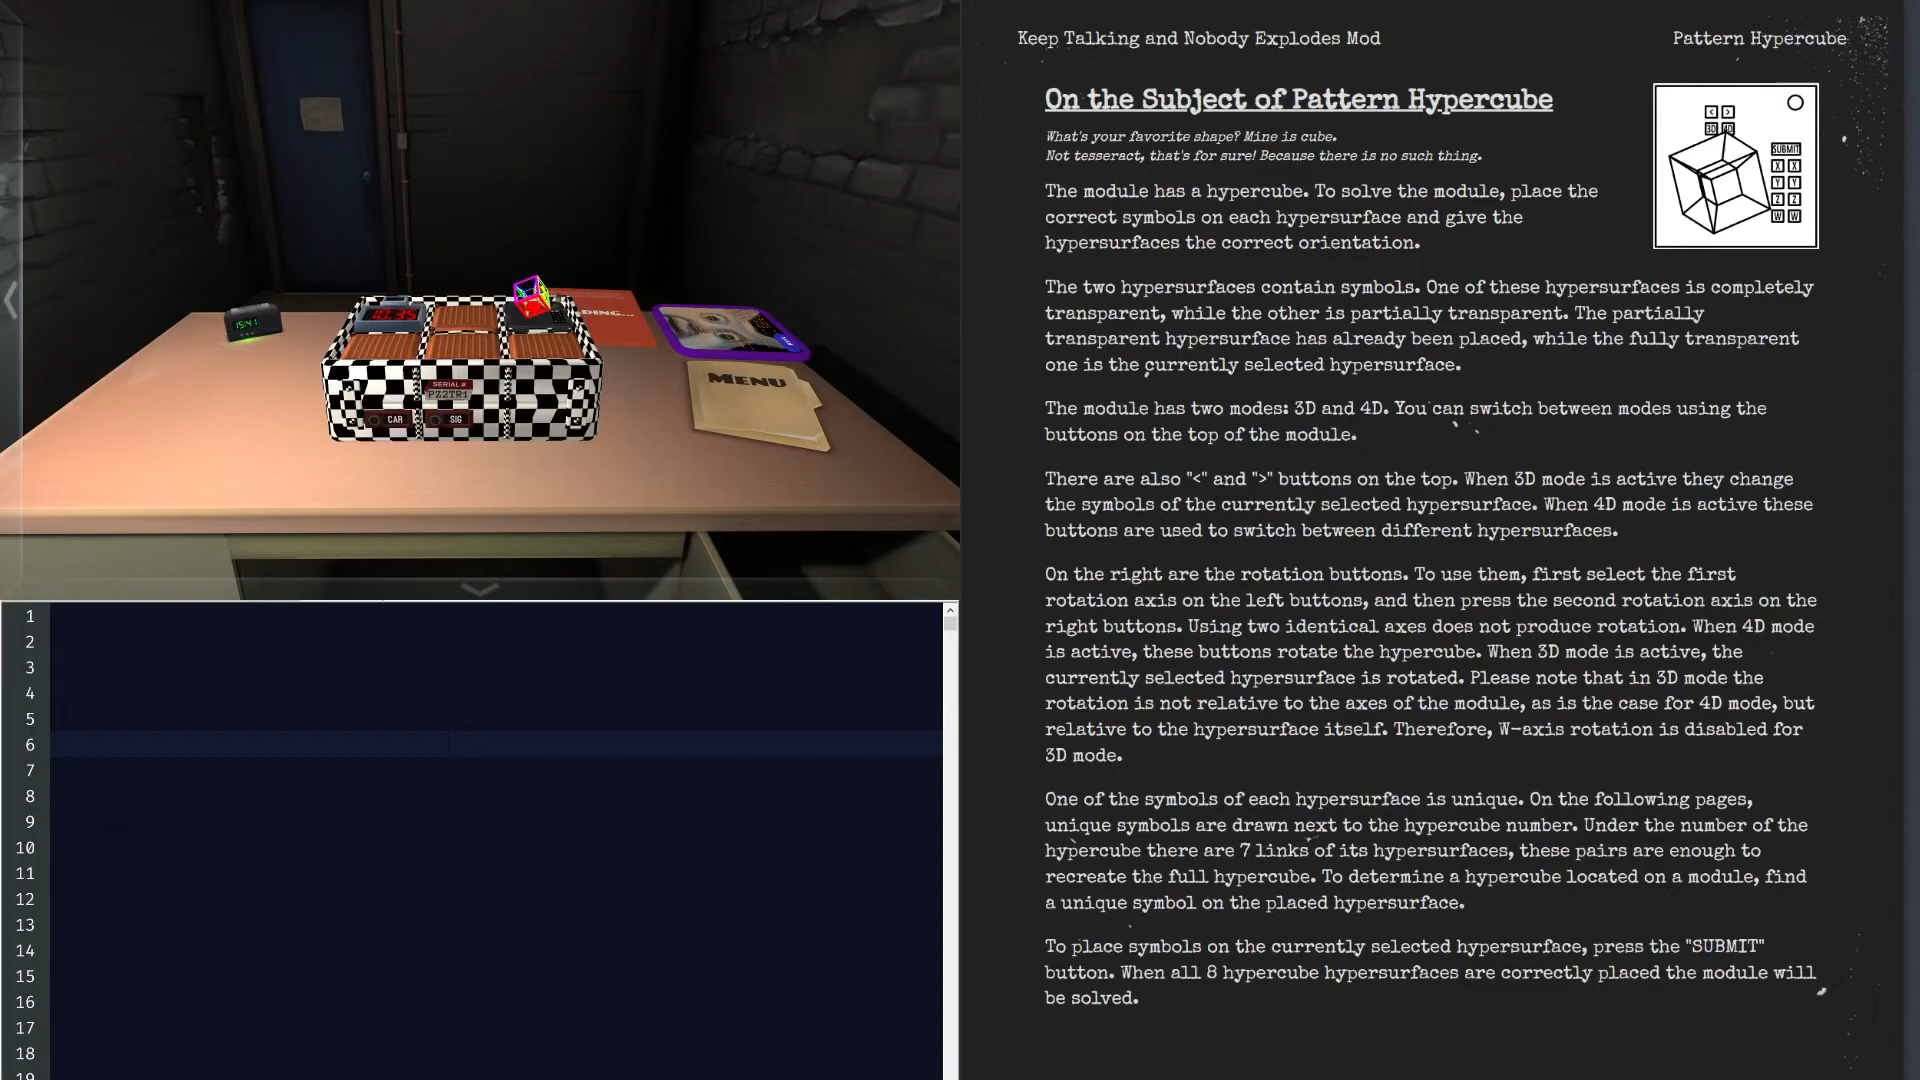 15:41
10:35
DING...
MENU
SERIAL #
PZ2TR1
CAR
SIG
1
2
3
4
5
6
7
8
9
10
11
12
13
14
15
16
17
18
19
Keep Talking and Nobody Explodes Mod
Pattern Hypercube
On the Subject of Pattern Hypercube
What's your favorite shape? Mine is cube.
Not tesseract, that's for sure! Because there is no such thing.
The module has a hypercube. To solve the module, place the
correct symbols on each hypersurface and give the
hypersurfaces the correct orientation.
< >
3D 4D
SUBMIT
X X
Y Y
Z Z
W W
The two hypersurfaces contain symbols. One of these hypersurfaces is completely
transparent, while the other is partially transparent. The partially
transparent hypersurface has already been placed, while the fully transparent
one is the currently selected hypersurface.
The module has two modes: 3D and 4D. You can switch between modes using the
buttons on the top of the module.
There are also "<" and ">" buttons on the top. When 3D mode is active they change
the symbols of the currently selected hypersurface. When 4D mode is active these
buttons are used to switch between different hypersurfaces.
On the right are the rotation buttons. To use them, first select the first
rotation axis on the left buttons, and then press the second rotation axis on the
right buttons. Using two identical axes does not produce rotation. When 4D mode
is active, these buttons rotate the hypercube. When 3D mode is active, the
currently selected hypersurface is rotated. Please note that in 3D mode the
rotation is not relative to the axes of the module, as is the case for 4D mode, but
relative to the hypersurface itself. Therefore, W-axis rotation is disabled for
3D mode.
One of the symbols of each hypersurface is unique. On the following pages,
unique symbols are drawn next to the hypercube number. Under the number of the
hypercube there are 7 links of its hypersurfaces, these pairs are enough to
recreate the full hypercube. To determine a hypercube located on a module, find
a unique symbol on the placed hypersurface.
To place symbols on the currently selected hypersurface, press the "SUBMIT"
button. When all 8 hypercube hypersurfaces are correctly placed the module will
be solved.